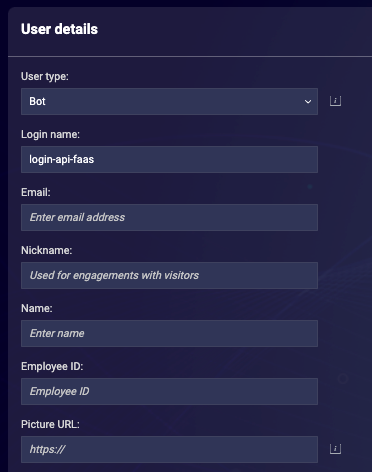 User details
User type:
Bot
i
Login name:
login-api-faas
Email:
Enter email address
Nickname:
Used for engagements with visitors
Name:
Enter name
Employee ID:
Employee ID
Picture URL:
https://
i